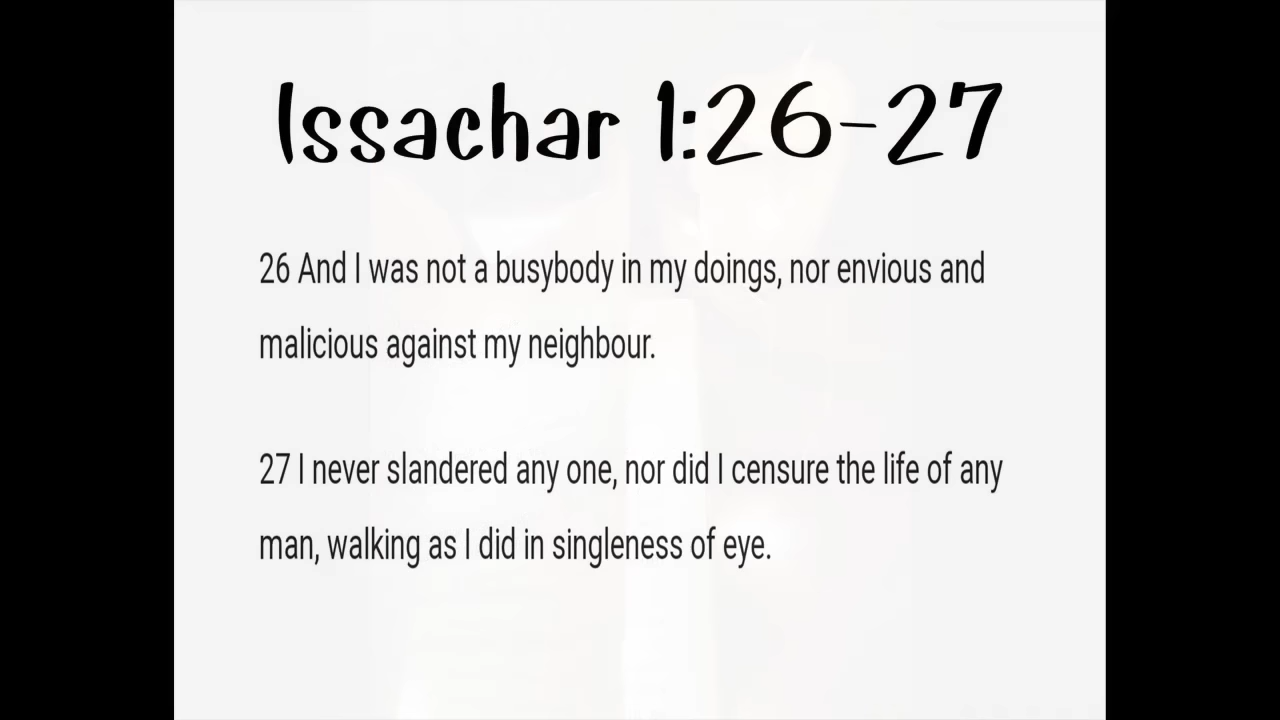 Issachar 1:26-27
26 And I was not a busybody in my doings, nor envious and
malicious against my neighbour.
27 I never slandered any one, nor did I censure the life of any
man, walking as I did in singleness of eye.